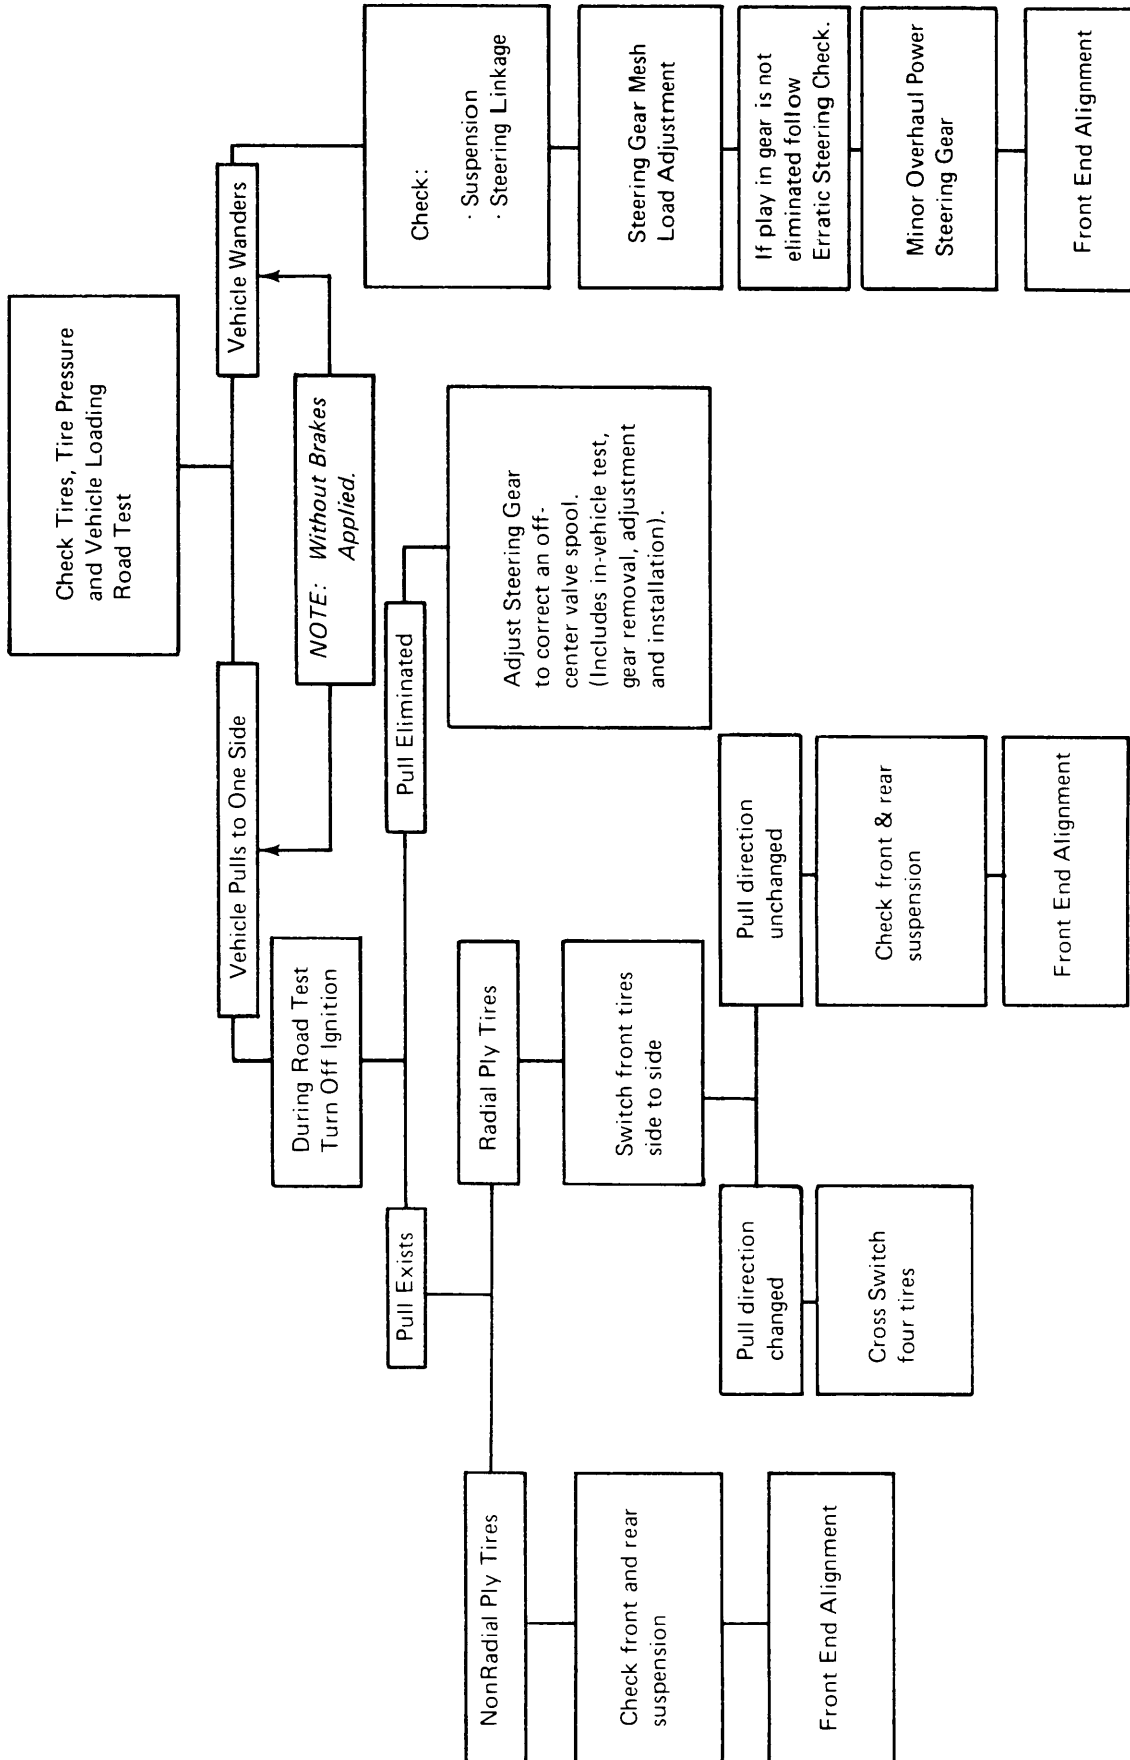 Check Tires, Tire Pressure
and Vehicle Loading
Road Test
Vehicle Pulls to One Side
Vehicle Wanders
NOTE: Without Brakes
Applied.
During Road Test
Turn Off Ignition
Pull Exists
Pull Eliminated
Adjust Steering Gear
to correct an off-
center valve spool.
(Includes in-vehicle test,
gear removal, adjustment
and installation).
NonRadial Ply Tires
Check front and rear
suspension
Front End Alignment
Radial Ply Tires
Switch front tires
side to side
Pull direction
changed
Cross Switch
four tires
Pull direction
unchanged
Check front & rear
suspension
Front End Alignment
Check:
· Suspension
· Steering Linkage
Steering Gear Mesh
Load Adjustment
If play in gear is not
eliminated follow
Erratic Steering Check.
Minor Overhaul Power
Steering Gear
Front End Alignment